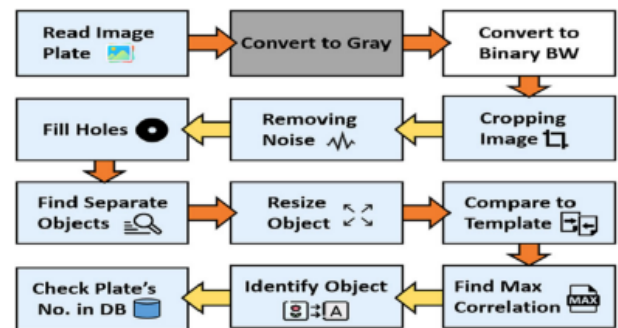 Read Image
Plate
Convert to Gray
Convert to
Binary BW
Cropping
Image
Removing
Noise
Fill Holes
Find Separate
Objects
Resize
Object
Compare to
Template
Find Max
Correlation
MAX
Identify Object
A
Check Plate's
No. in DB